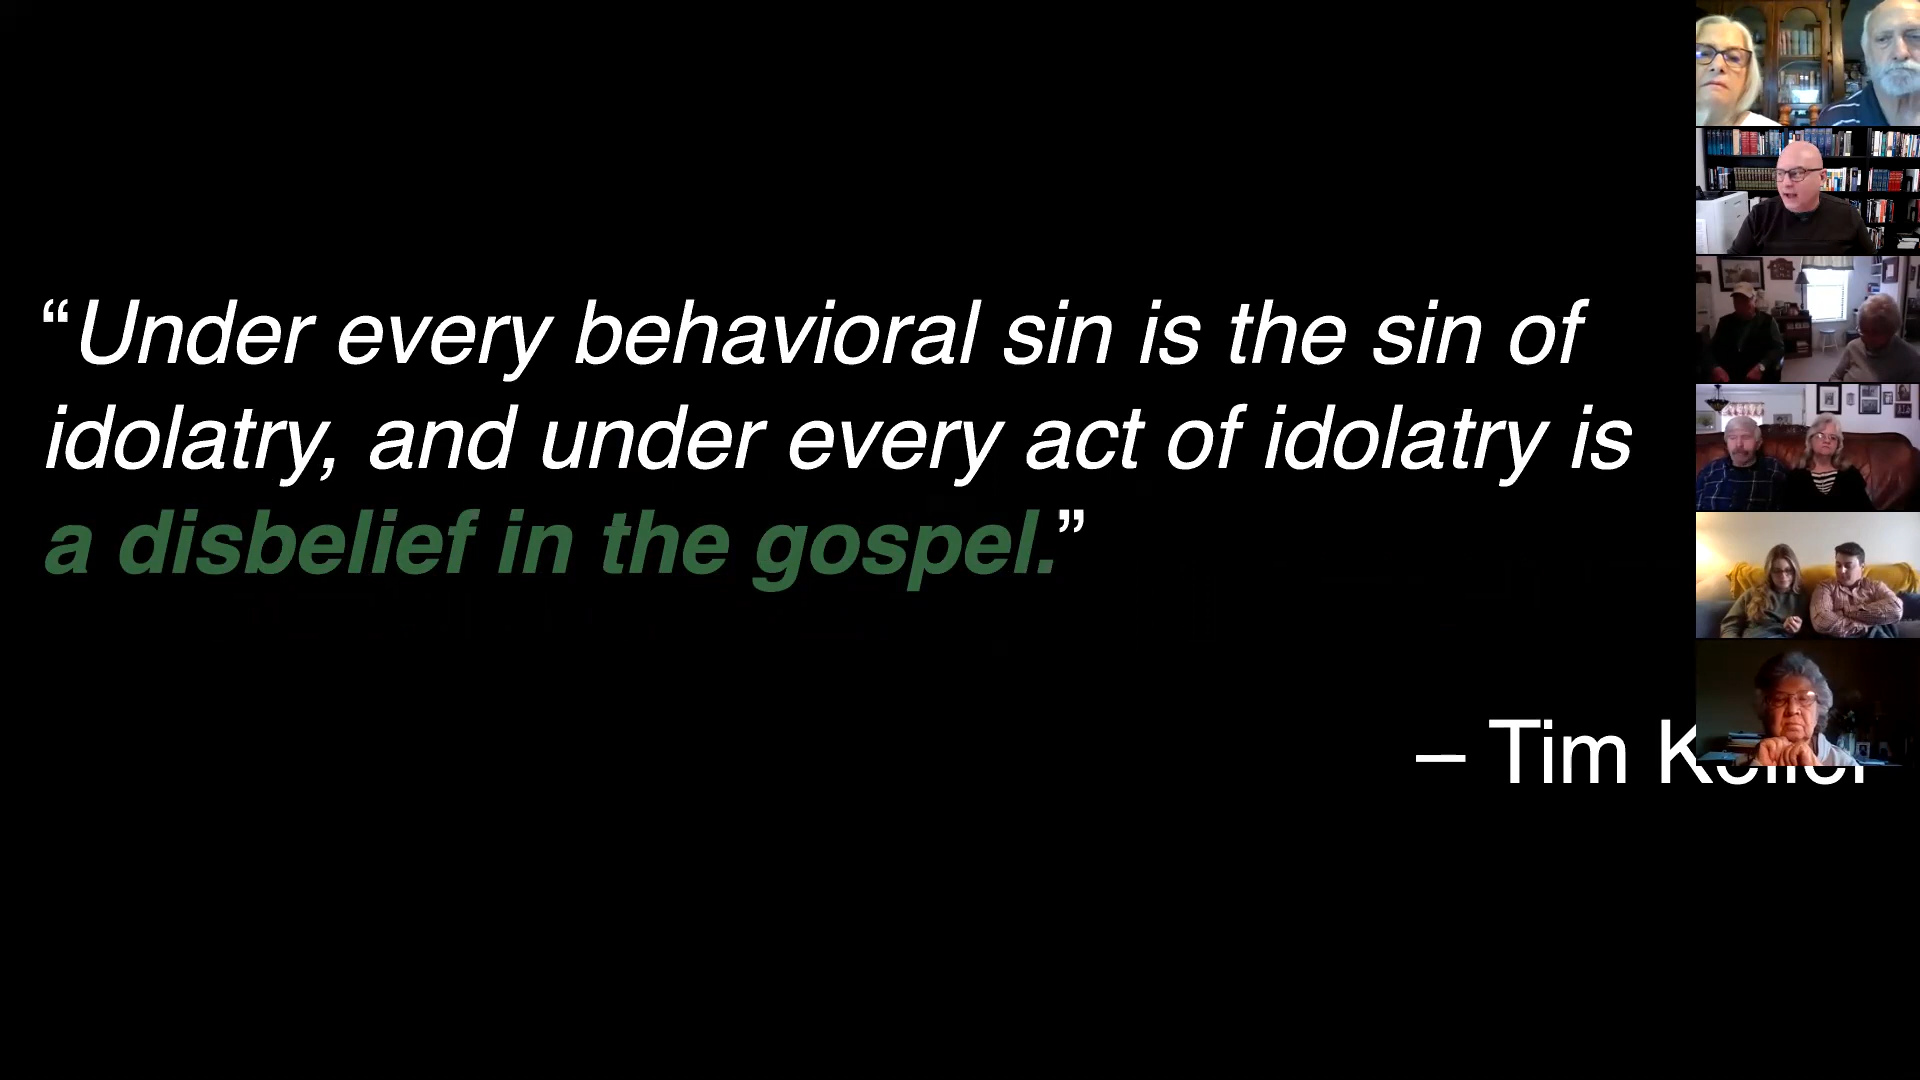 “Under every behavioral sin is the sin of
idolatry, and under every act of idolatry is
a disbelief in the gospel.”
– Tim Keller